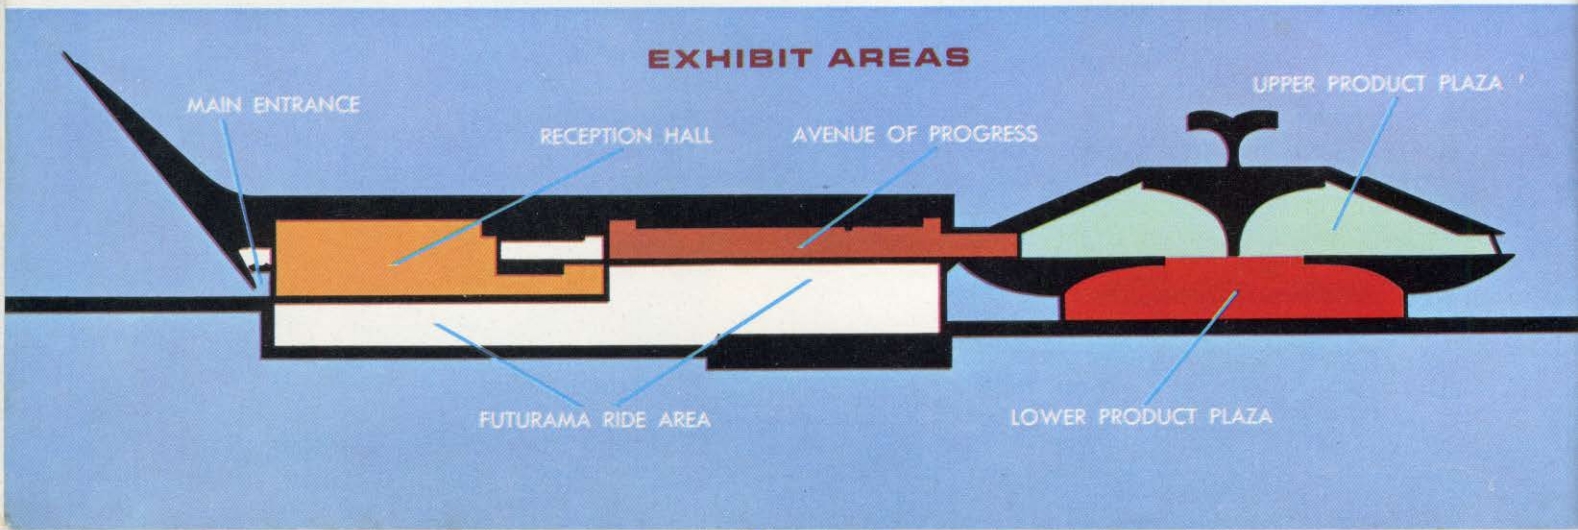 EXHIBIT AREAS
MAIN ENTRANCE
RECEPTION HALL
AVENUE OF PROGRESS
UPPER PRODUCT PLAZA
FUTURAMA RIDE AREA
LOWER PRODUCT PLAZA